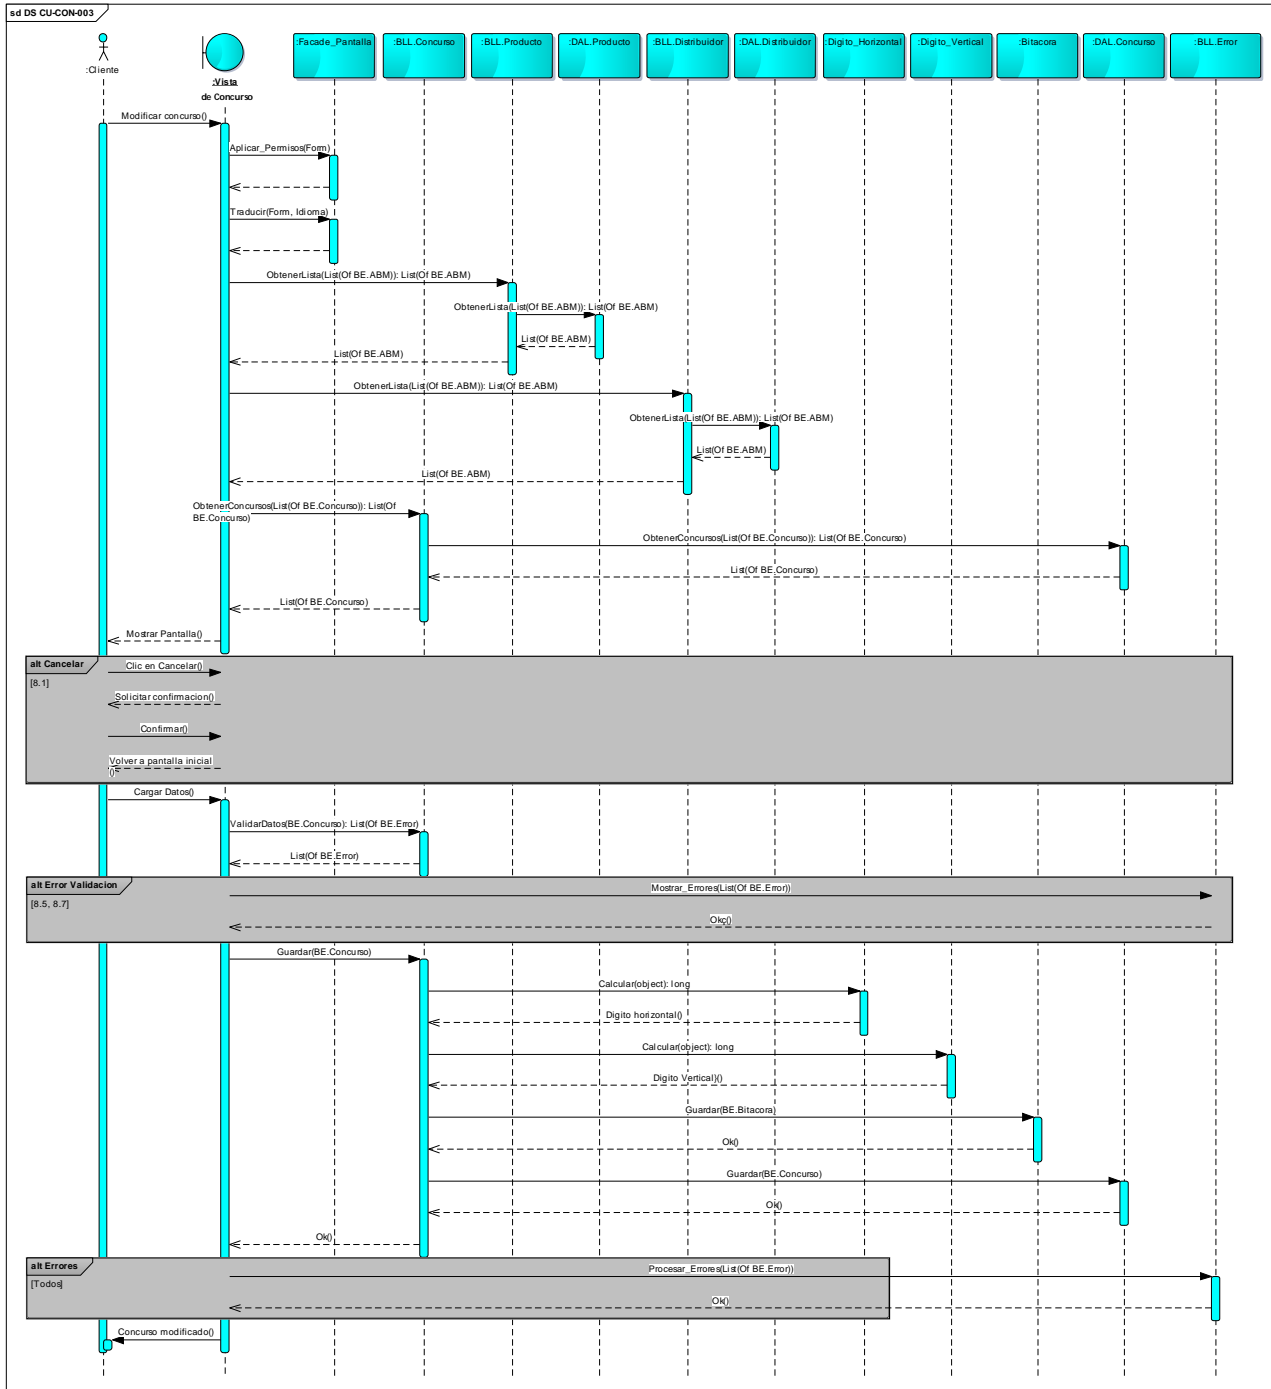 sd DS CU-CON-003
:Cliente
:Vista
de Concurso
:Facade_Pantalla
:BLL.Concurso
:BLL.Producto
:DAL.Producto
:BLL.Distribuidor
:DAL.Distribuidor
:Digito_Horizontal
:Digito_Vertical
:Bitacora
:DAL.Concurso
:BLL.Error
Modificar concurso()
Aplicar_Permisos(Form)
Traducir(Form, Idioma)
ObtenerLista(List(Of BE.ABM)): List(Of BE.ABM)
ObtenerLista(List(Of BE.ABM)): List(Of BE.ABM)
List(Of BE.ABM)
List(Of BE.ABM)
ObtenerLista(List(Of BE.ABM)): List(Of BE.ABM)
ObtenerLista(List(Of BE.ABM)): List(Of BE.ABM)
List(Of BE.ABM)
List(Of BE.ABM)
ObtenerConcursos(List(Of BE.Concurso)): List(Of
BE.Concurso)
ObtenerConcursos(List(Of BE.Concurso)): List(Of BE.Concurso)
List(Of BE.Concurso)
List(Of BE.Concurso)
Mostrar Pantalla()
alt Cancelar
[8.1]
Clic en Cancelar()
Solicitar confirmacion()
Confirmar()
Volver a pantalla inicial
()
Cargar Datos()
ValidarDatos(BE.Concurso): List(Of BE.Error)
List(Of BE.Error)
alt Error Validacion
[8.5, 8.7]
Mostrar_Errores(List(Of BE.Error))
Okç()
Guardar(BE.Concurso)
Calcular(object): long
Digito horizontal()
Calcular(object): long
Digito Vertical)()
Guardar(BE.Bitacora)
Ok()
Guardar(BE.Concurso)
Ok()
Ok()
alt Errores
[Todos]
Procesar_Errores(List(Of BE.Error))
Ok()
Concurso modificado()